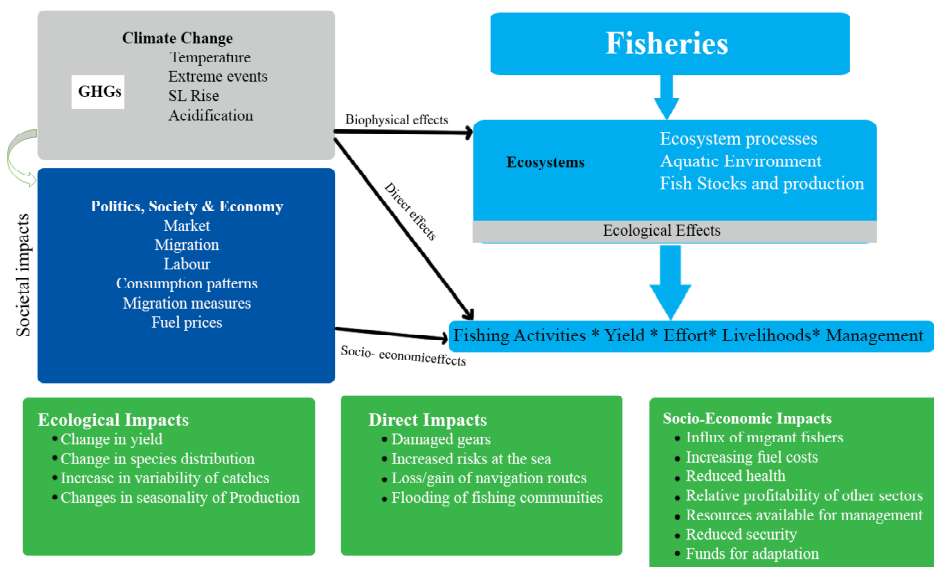 Climate Change
Temperature
Extreme events
GHGs
SL Rise
Acidification
Fisheries
Biophysical effects
Ecosystem processes
Ecosystems
Aquatic Environment
Fish Stocks and production
Ecological Effects
Direct effects
Societal impacts
Politics, Society & Economy
Market
Migration
Labour
Consumption patterns
Migration measures
Fuel prices
Socio- economiceffects
Fishing Activities * Yield * Effort* Livelihoods* Management
Ecological Impacts
• Change in yield
• Change in species distribution
• Increase in variability of catches
• Changes in seasonality of Production
Direct Impacts
• Damaged gears
• Increased risks at the sea
• Loss/gain of navigation routes
• Flooding of fishing communities
Socio-Economic Impacts
• Influx of migrant fishers
• Increasing fuel costs
• Reduced health
• Relative profitability of other sectors
• Resources available for management
• Reduced security
• Funds for adaptation